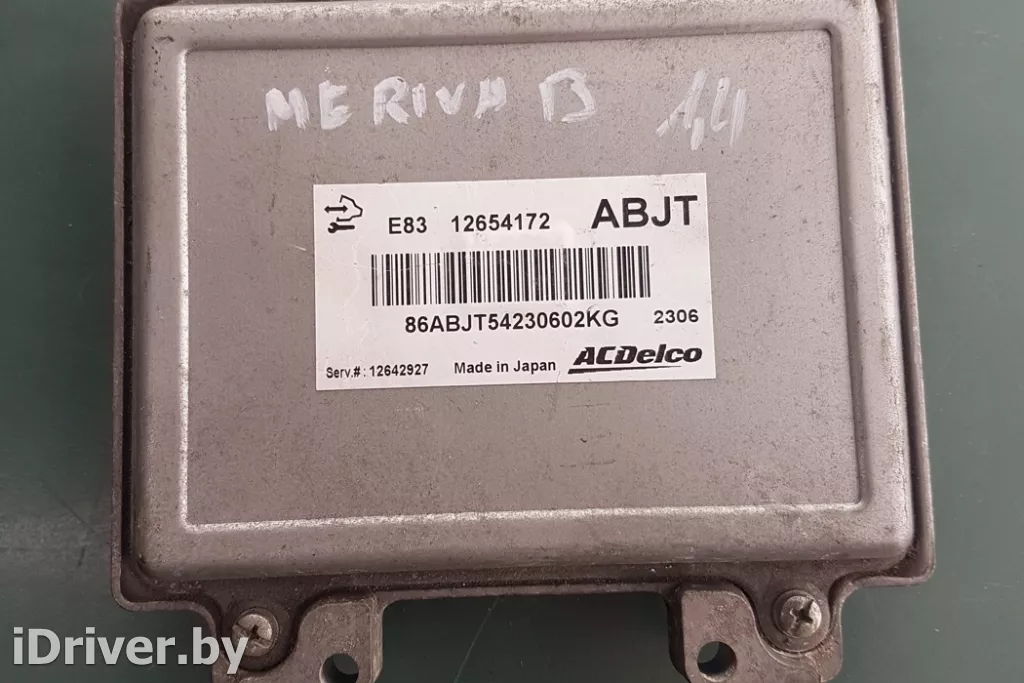 MERIVA B 1,4
E83 12654172 ABJT
86ABJT54230602KG 2306
Serv.#: 12642927 Made in Japan ACDelco
iDriver.by